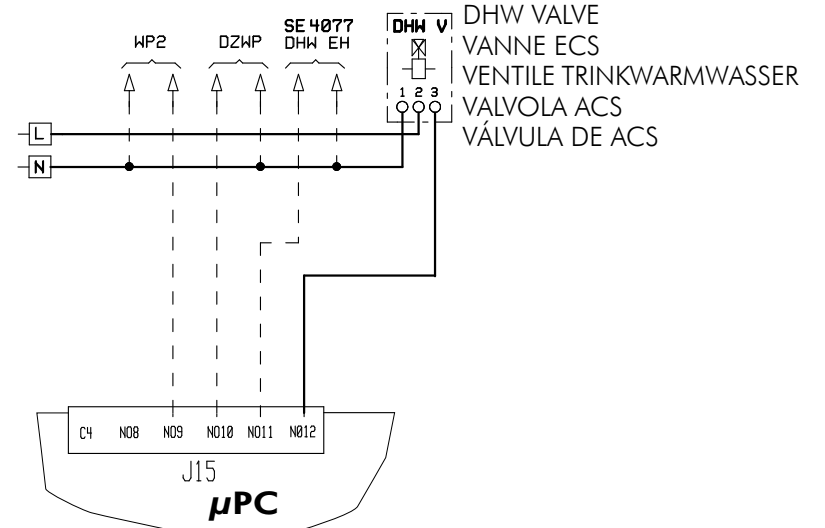 WP2 DZWP SE 4077
DHW EH
DHW V
1 2 3
DHW VALVE
VANNE ECS
VENTILE TRINKWARMWASSER
VALVOLA ACS
VÁLVULA DE ACS
L
N
C4 NO8 NO9 NO10 NO11 NO12
J15
µPC